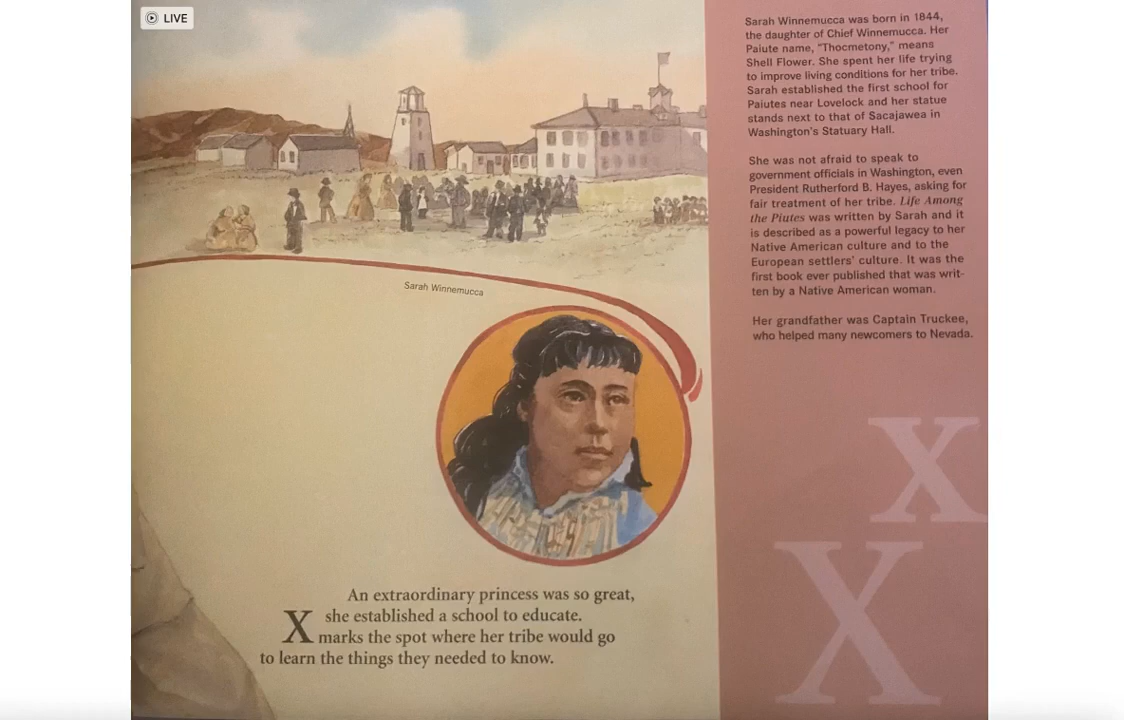 LIVE
Sarah Winnemucca was born in 1844,
the daughter of Chief Winnemucca. Her
Paiute name, "Thocmetony," means
Shell Flower. She spent her life trying
to improve living conditions for her tribe.
Sarah established the first school for
Paiutes near Lovelock and her statue
stands next to that of Sacajawea in
Washington's Statuary Hall.
She was not afraid to speak to
government officials in Washington, even
President Rutherford B. Hayes, asking for
fair treatment of her tribe. Life Among
the Piutes was written by Sarah and it
is described as a powerful legacy to her
Native American culture and to the
European settlers' culture. It was the
first book ever published that was writ-
ten by a Native American woman.
Her grandfather was Captain Truckee,
who helped many newcomers to Nevada.
Sarah Winnemucca
An extraordinary princess was so great,
she established a school to educate.
X marks the spot where her tribe would go
to learn the things they needed to know.
X
X